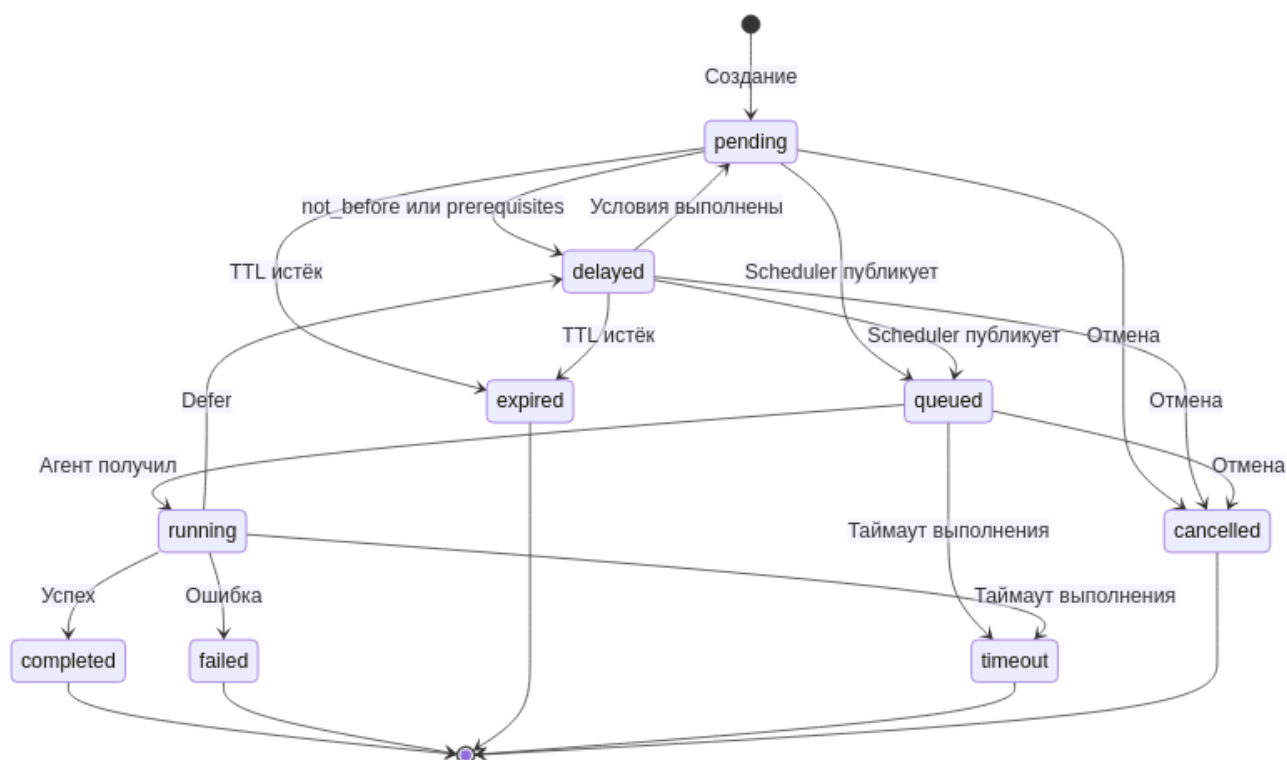 Создание
pending
not_before или prerequisites
Условия выполнены
TTL истёк
delayed
Scheduler публикует
TTL истёк
Scheduler публикует
Отмена
Defer
expired
queued
Отмена
Агент получил
Отмена
running
Таймаут выполнения
cancelled
Успех
Ошибка
Таймаут выполнения
completed
failed
timeout